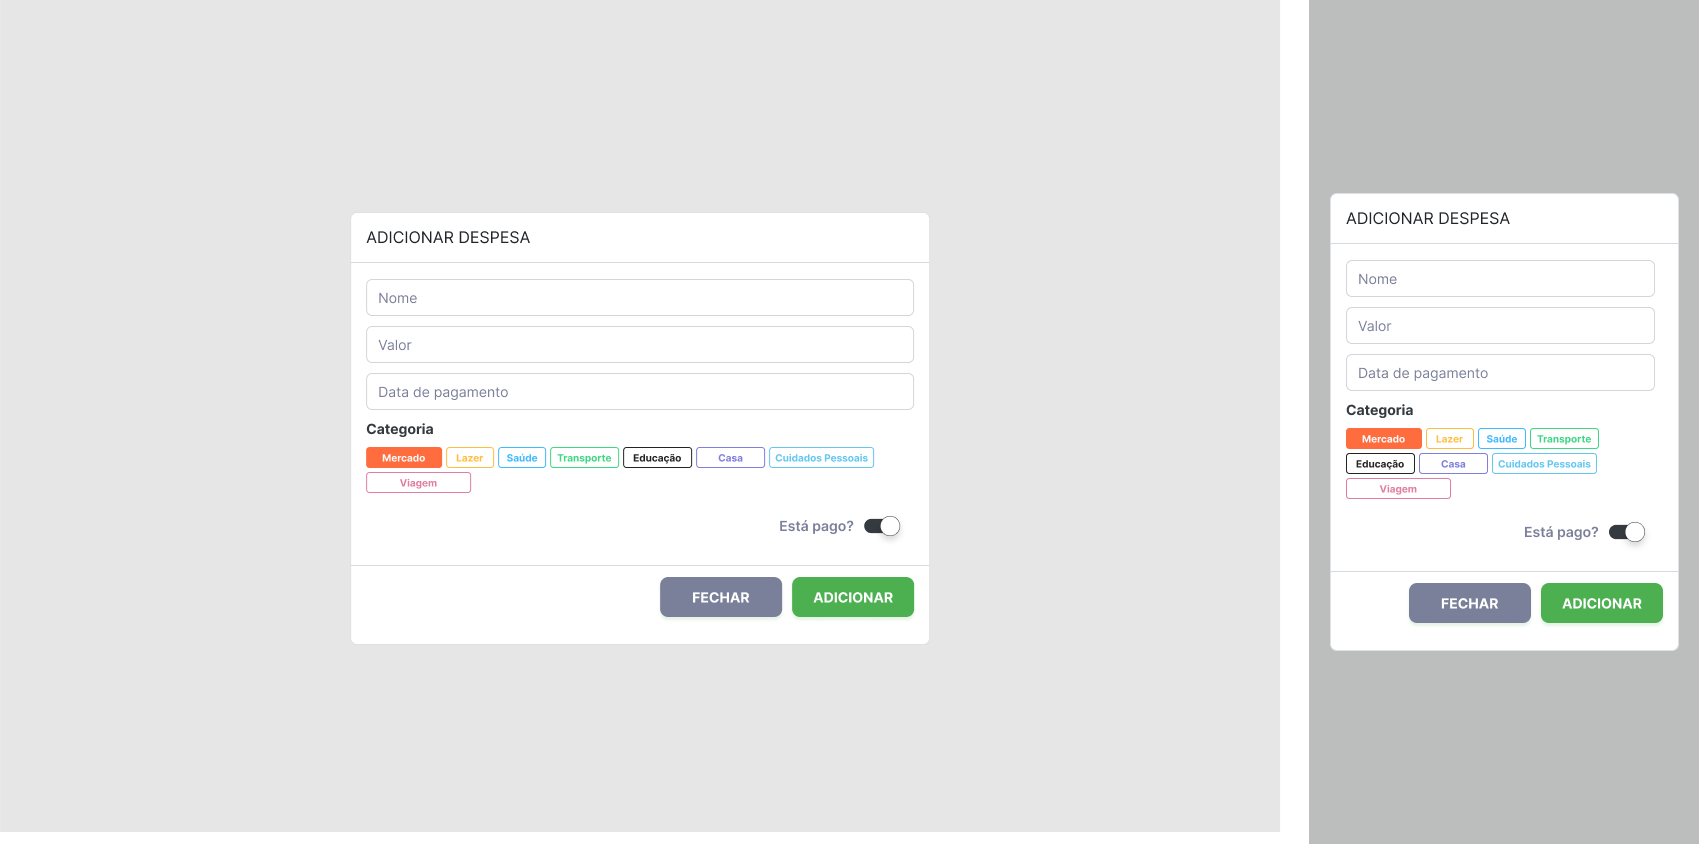 ADICIONAR DESPESA
Nome
Valor
Data de pagamento
Categoria
Mercado Lazer Saúde Transporte Educação Casa Cuidados Pessoais
Viagem
Está pago?
FECHAR ADICIONAR
ADICIONAR DESPESA
Nome
Valor
Data de pagamento
Categoria
Mercado Lazer Saúde Transporte
Educação Casa Cuidados Pessoais
Viagem
Está pago?
FECHAR ADICIONAR